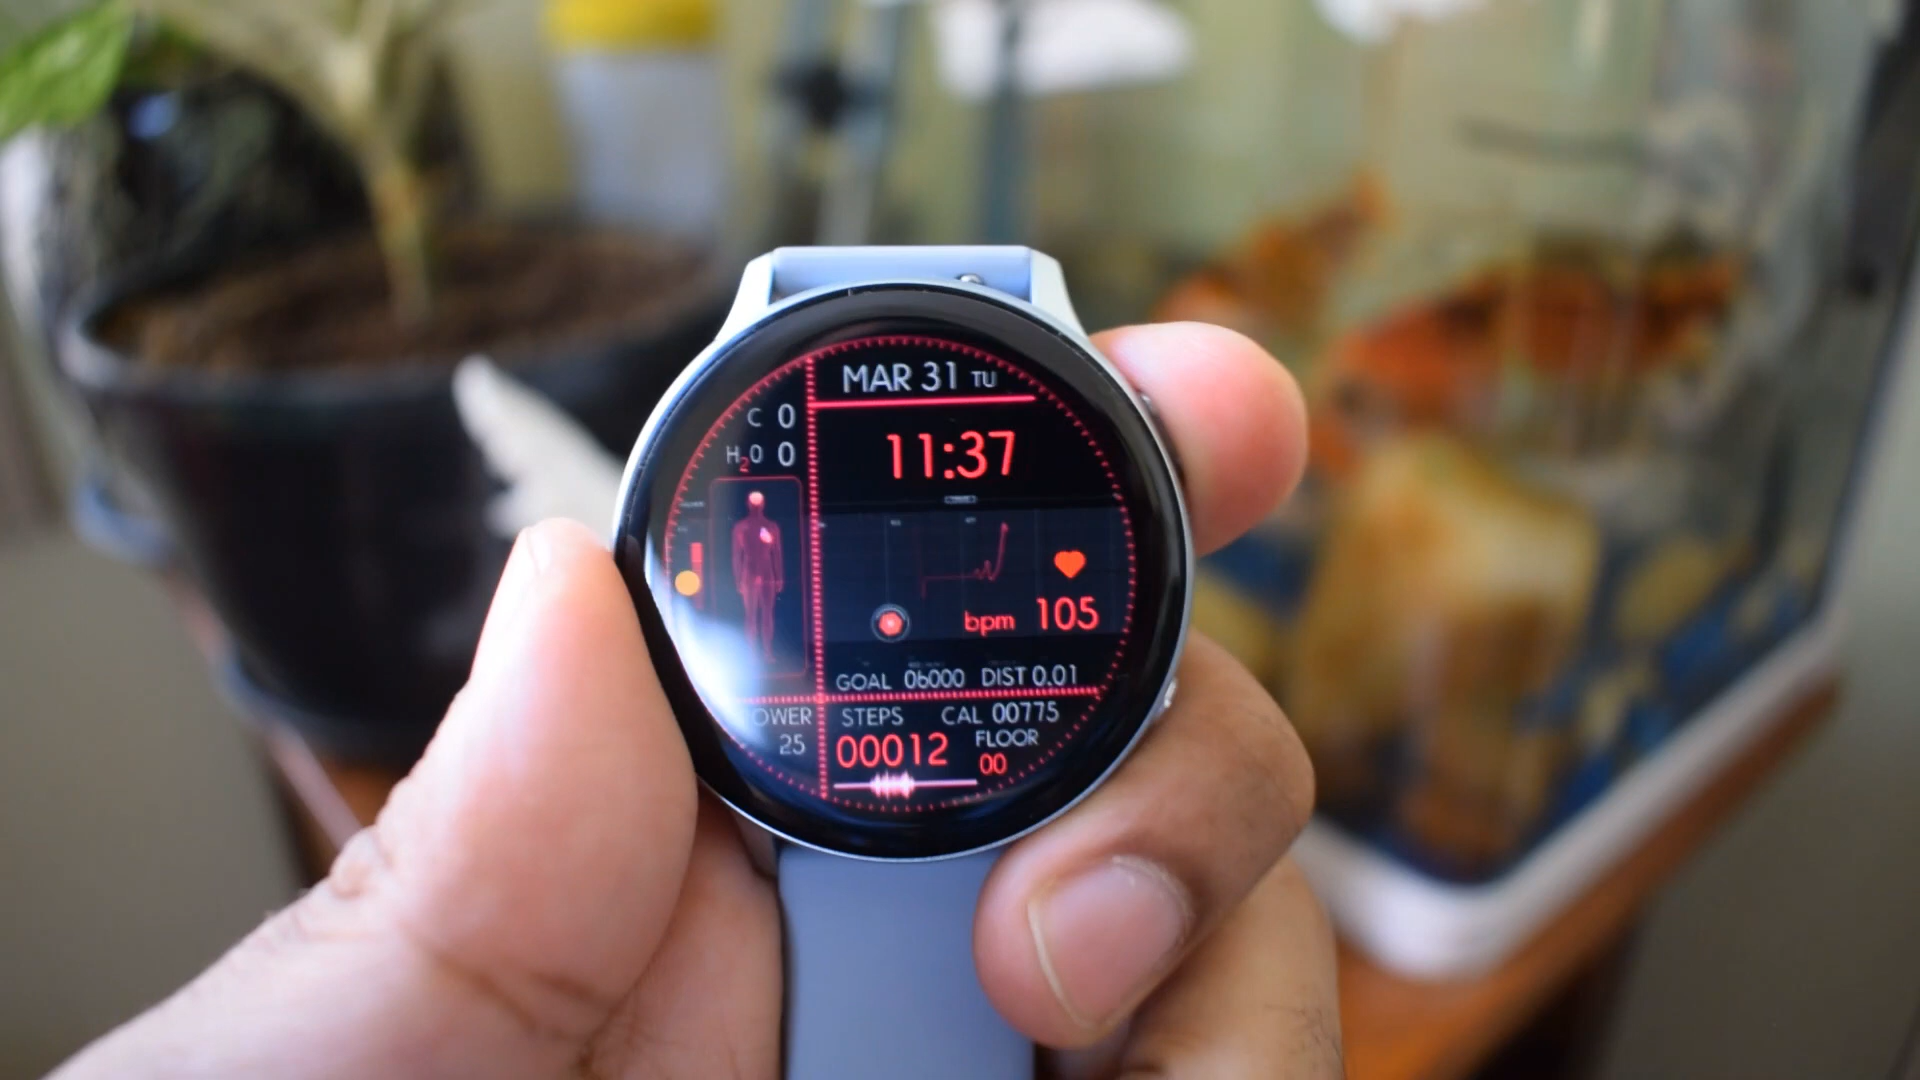 MAR 31 TU
C 0
H2O 0
11:37
bpm 105
GOAL 06000 DIST 0.01
OWER
25
STEPS CAL 00775
00012 FLOOR
00